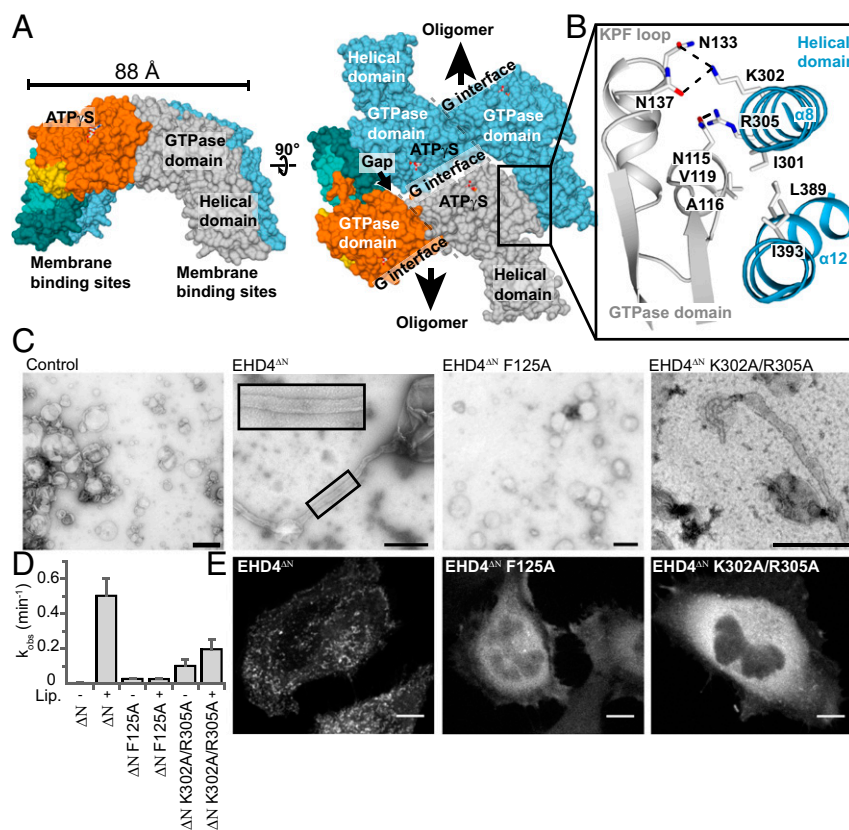 A
88 Å
ATPγS
GTPase
domain
Helical
domain
Membrane
binding sites
Membrane
binding sites
90°
Oligomer
Helical
domain
G interface
GTPase
domain
GTPase
domain
ATPγS
Gap
G interface
ATPγS
GTPase
domain
G interface
Helical
domain
Oligomer
B
KPF loop
N133
Helical
domain
K302
N137
α8
R305
N115
V119
I301
A116
L389
I393
α12
GTPase domain
C
Control
EHD4ΔN
EHD4ΔN F125A
EHD4ΔN K302A/R305A
D
kobs (min-1)
0.6
0.4
0.2
0
Lip.
- + - + - +
ΔN
ΔN
ΔN F125A
ΔN F125A
ΔN K302A/R305A
ΔN K302A/R305A
E
EHD4ΔN
EHD4ΔN F125A
EHD4ΔN K302A/R305A